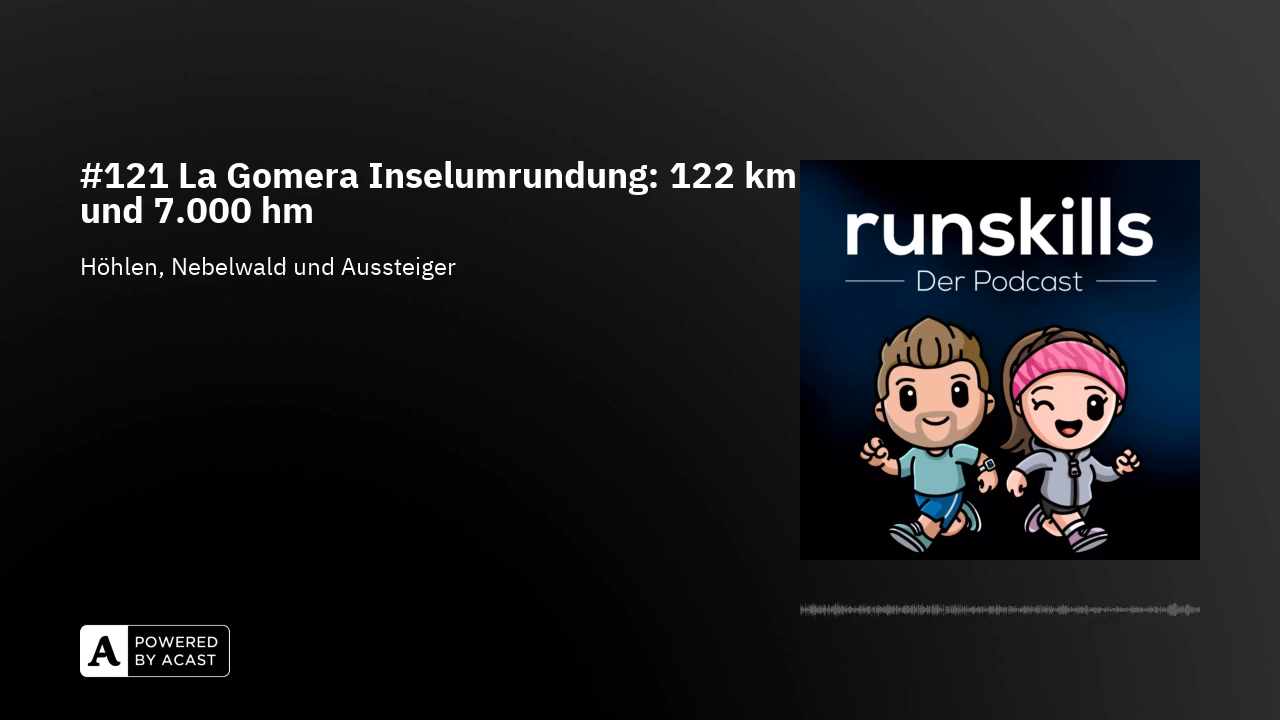 #121 La Gomera Inselumrundung: 122 km
und 7.000 hm
Höhlen, Nebelwald und Aussteiger
runskills
Der Podcast
A
POWERED
BY ACAST